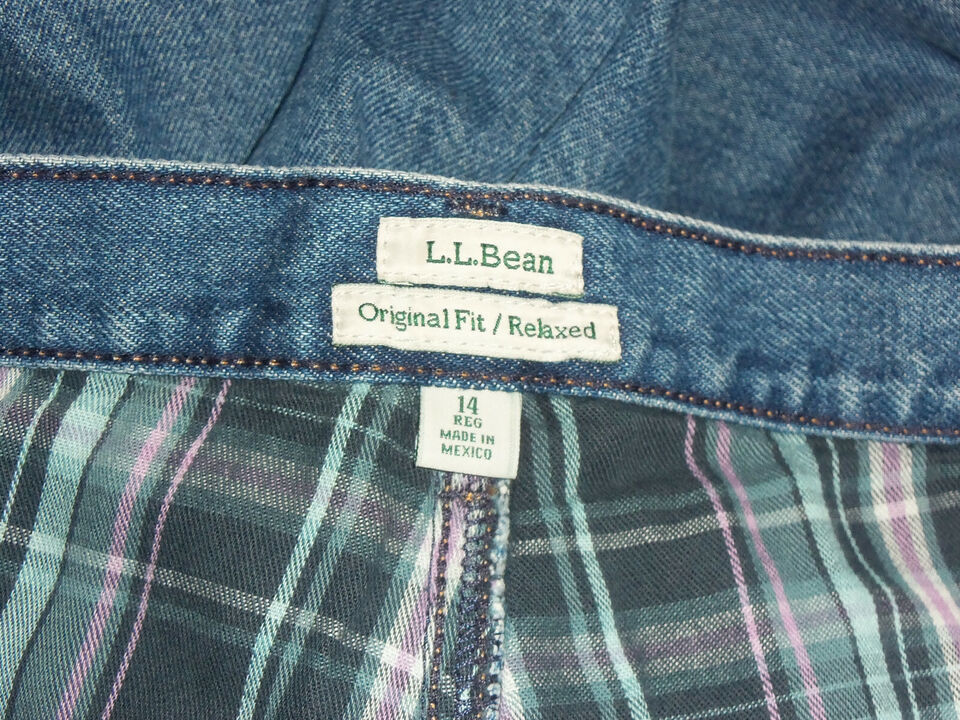 L.L.Bean
Original Fit / Relaxed
14
REG
MADE IN
MEXICO